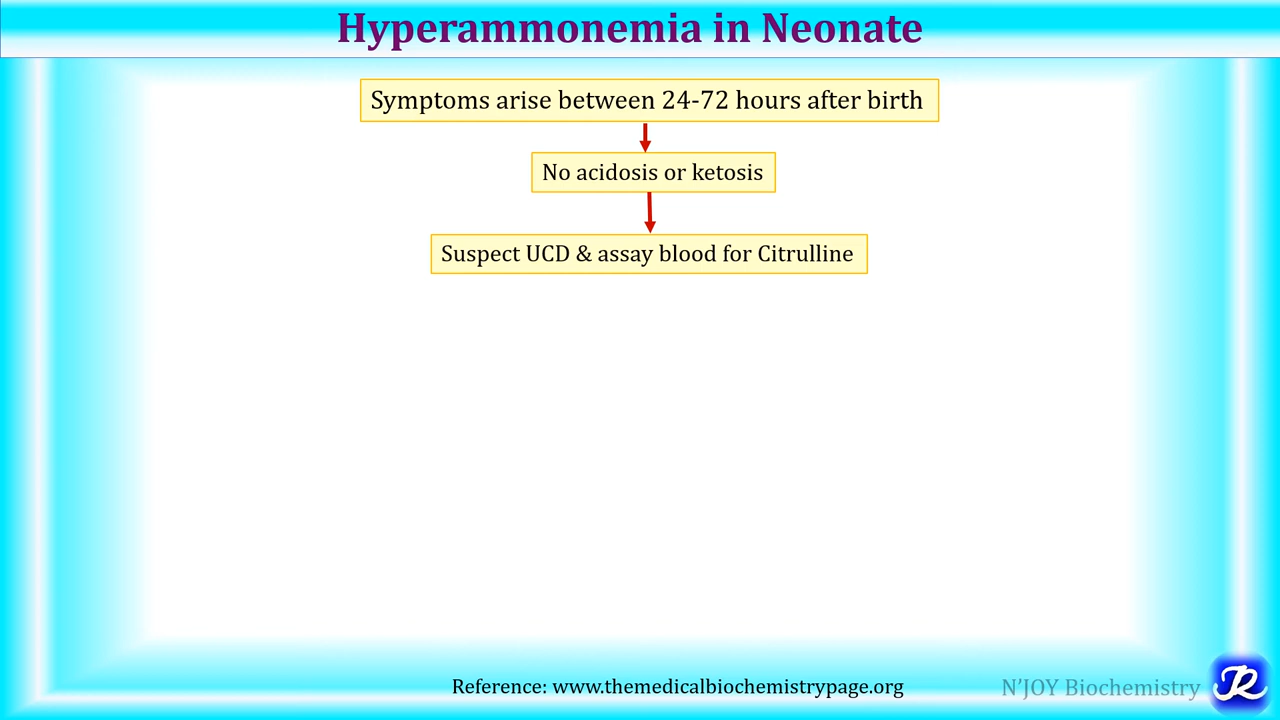 Hyperammonemia in Neonate
Symptoms arise between 24-72 hours after birth
No acidosis or ketosis
Suspect UCD & assay blood for Citrulline
Reference: www.themedicalbiochemistrypage.org
N'JOY Biochemistry